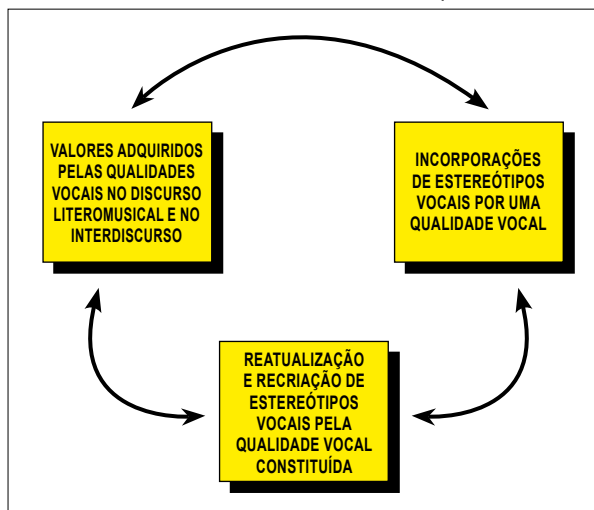 VALORES ADQUIRIDOS
PELAS QUALIDADES
VOCAIS NO DISCURSO
LITEROMUSICAL E NO
INTERDISCURSO
INCORPORAÇÕES
DE ESTEREÓTIPOS
VOCAIS POR UMA
QUALIDADE VOCAL
REATUALIZAÇÃO
E RECRIAÇÃO DE
ESTEREÓTIPOS
VOCAIS PELA
QUALIDADE VOCAL
CONSTITUÍDA